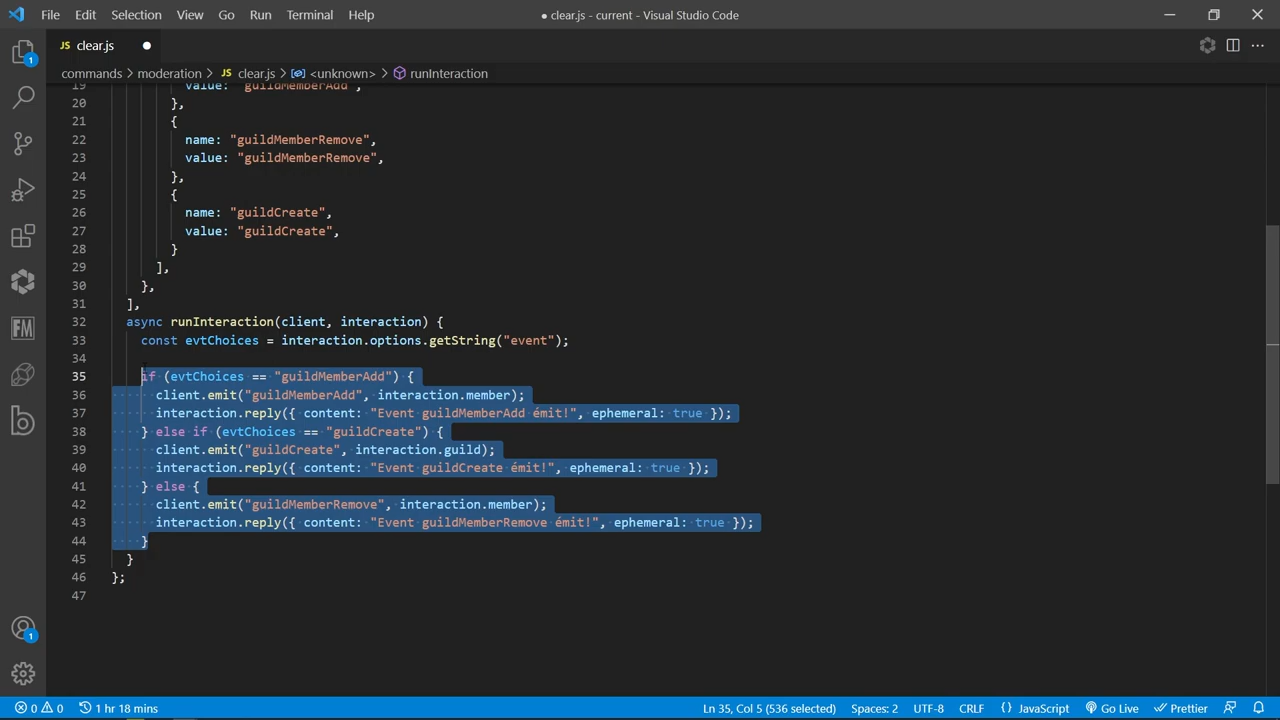 File Edit Selection View Go Run Terminal Help
● clear.js - current - Visual Studio Code
JS clear.js ●
commands > moderation > JS clear.js > <unknown> > runInteraction
19 value: "guildMemberAdd",
20 },
21 {
22 name: "guildMemberRemove",
23 value: "guildMemberRemove",
24 },
25 {
26 name: "guildCreate",
27 value: "guildCreate",
28 }
29 ],
30 },
31 ],
32 async runInteraction(client, interaction) {
33 const evtChoices = interaction.options.getString("event");
34
35 if (evtChoices == "guildMemberAdd") {
36 client.emit("guildMemberAdd", interaction.member);
37 interaction.reply({ content: "Event guildMemberAdd émit!", ephemeral: true });
38 } else if (evtChoices == "guildCreate") {
39 client.emit("guildCreate", interaction.guild);
40 interaction.reply({ content: "Event guildCreate émit!", ephemeral: true });
41 } else {
42 client.emit("guildMemberRemove", interaction.member);
43 interaction.reply({ content: "Event guildMemberRemove émit!", ephemeral: true });
44 }
45 }
46 };
47
1
FM
b
1
0 0 1 hr 18 mins Ln 35, Col 5 (536 selected) Spaces: 2 UTF-8 CRLF {} JavaScript Go Live Prettier